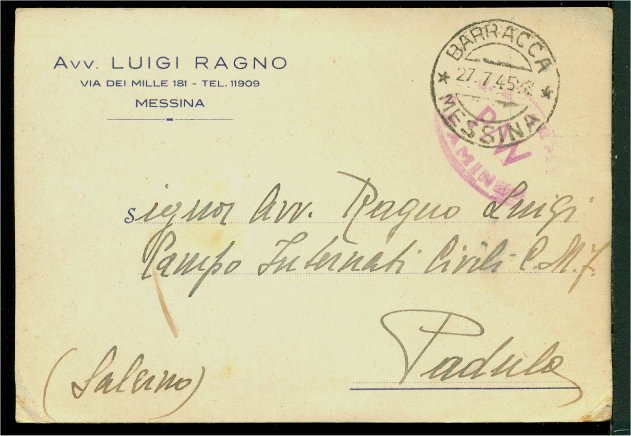 Avv. LUIGI RAGNO
VIA DEI MILLE 181 - TEL. 11909
MESSINA
BARRACCA
27.7.45
MESSINA
P/W
Signor Avv. Ragno Luigi
Campo Internati Civili C.M.F.
Padula
(Salerno)